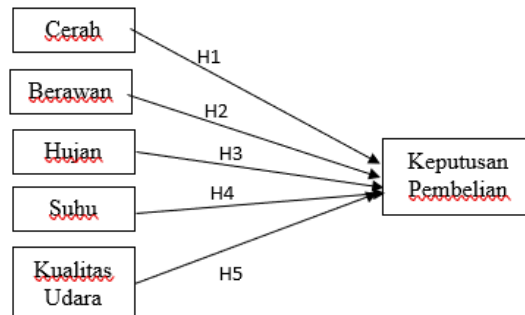 Cerah
H1
Berawan
H2
Hujan
H3
Keputusan
Pembelian
Suhu
H4
Kualitas
Udara
H5